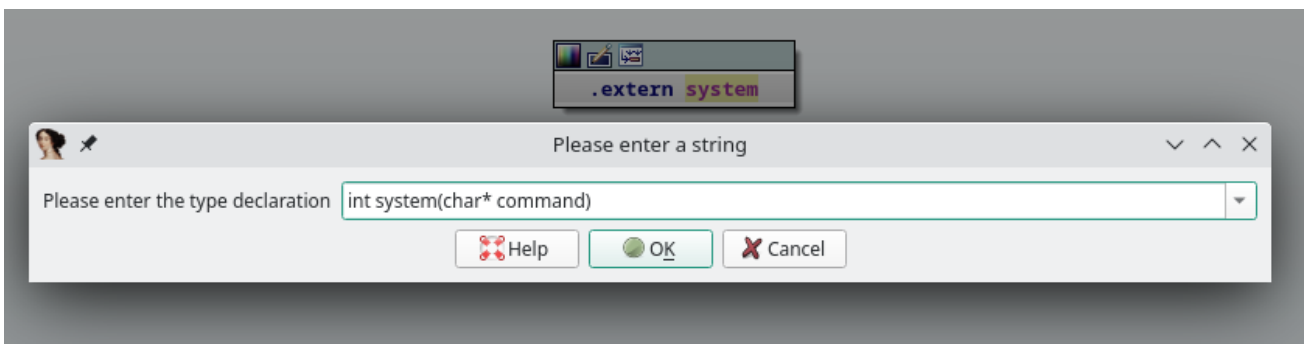 .extern system
Please enter a string
Please enter the type declaration int system(char* command)
Help OK Cancel